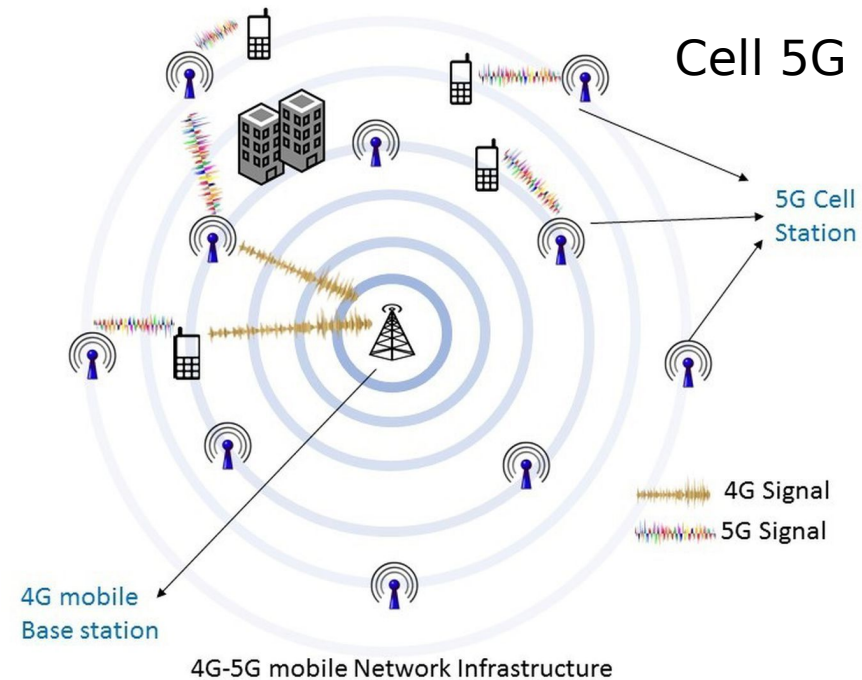 Cell 5G
5G Cell
Station
4G Signal
5G Signal
4G mobile
Base station
4G-5G mobile Network Infrastructure